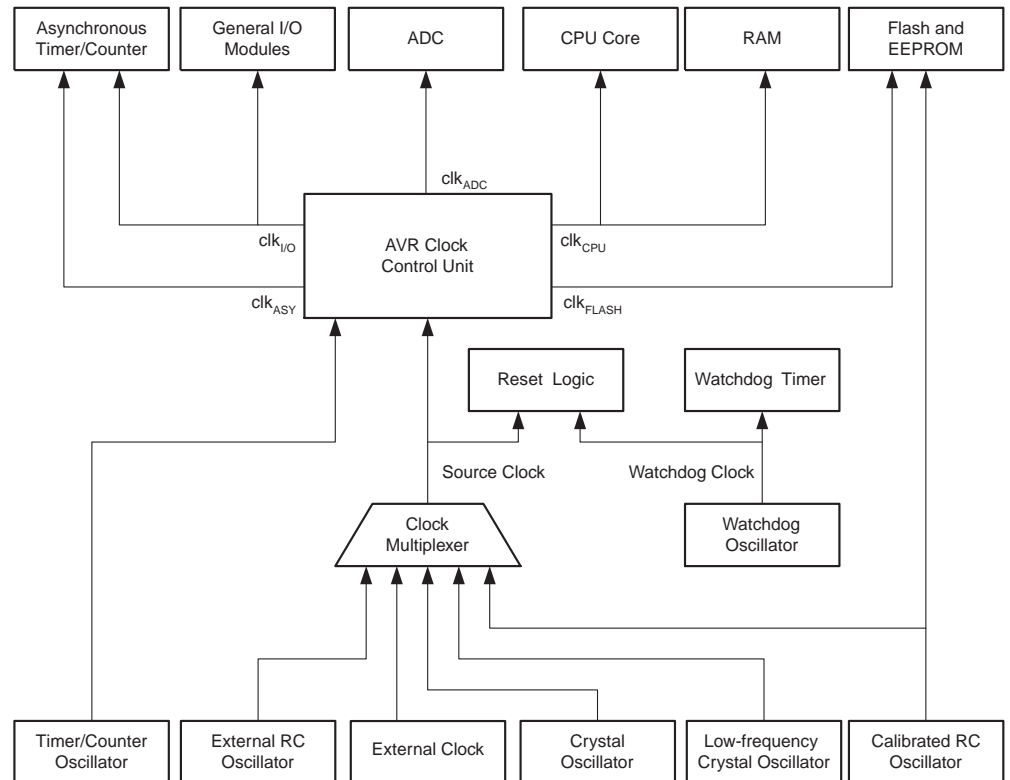 Asynchronous
Timer/Counter
General I/O
Modules
ADC
CPU Core
RAM
Flash and
EEPROM
clkADC
clkI/O
AVR Clock
Control Unit
clkCPU
clkASY
clkFLASH
Reset Logic
Watchdog Timer
Source Clock
Watchdog Clock
Clock
Multiplexer
Watchdog
Oscillator
Timer/Counter
Oscillator
External RC
Oscillator
External Clock
Crystal
Oscillator
Low-frequency
Crystal Oscillator
Calibrated RC
Oscillator